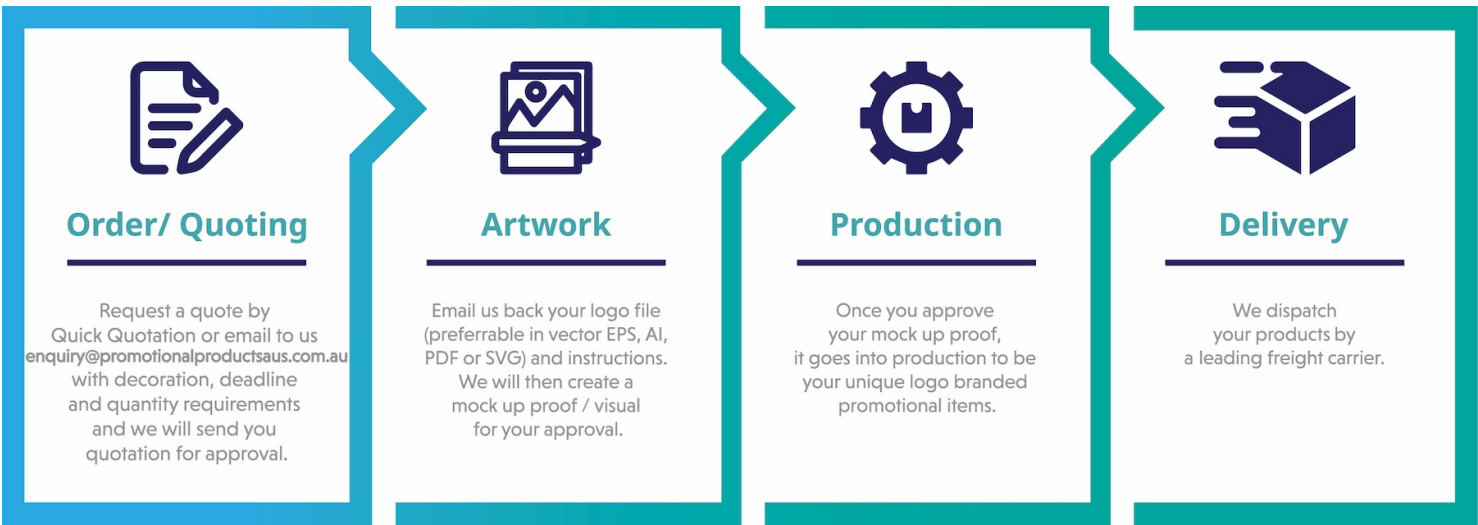 Order/ Quoting
Request a quote by
Quick Quotation or email to us
enquiry@promotionalproductsaus.com.au
with decoration, deadline
and quantity requirements
and we will send you
quotation for approval.
Artwork
Email us back your logo file
(preferrable in vector EPS, AI,
PDF or SVG) and instructions.
We will then create a
mock up proof / visual
for your approval.
Production
Once you approve
your mock up proof,
it goes into production to be
your unique logo branded
promotional items.
Delivery
We dispatch
your products by
a leading freight carrier.